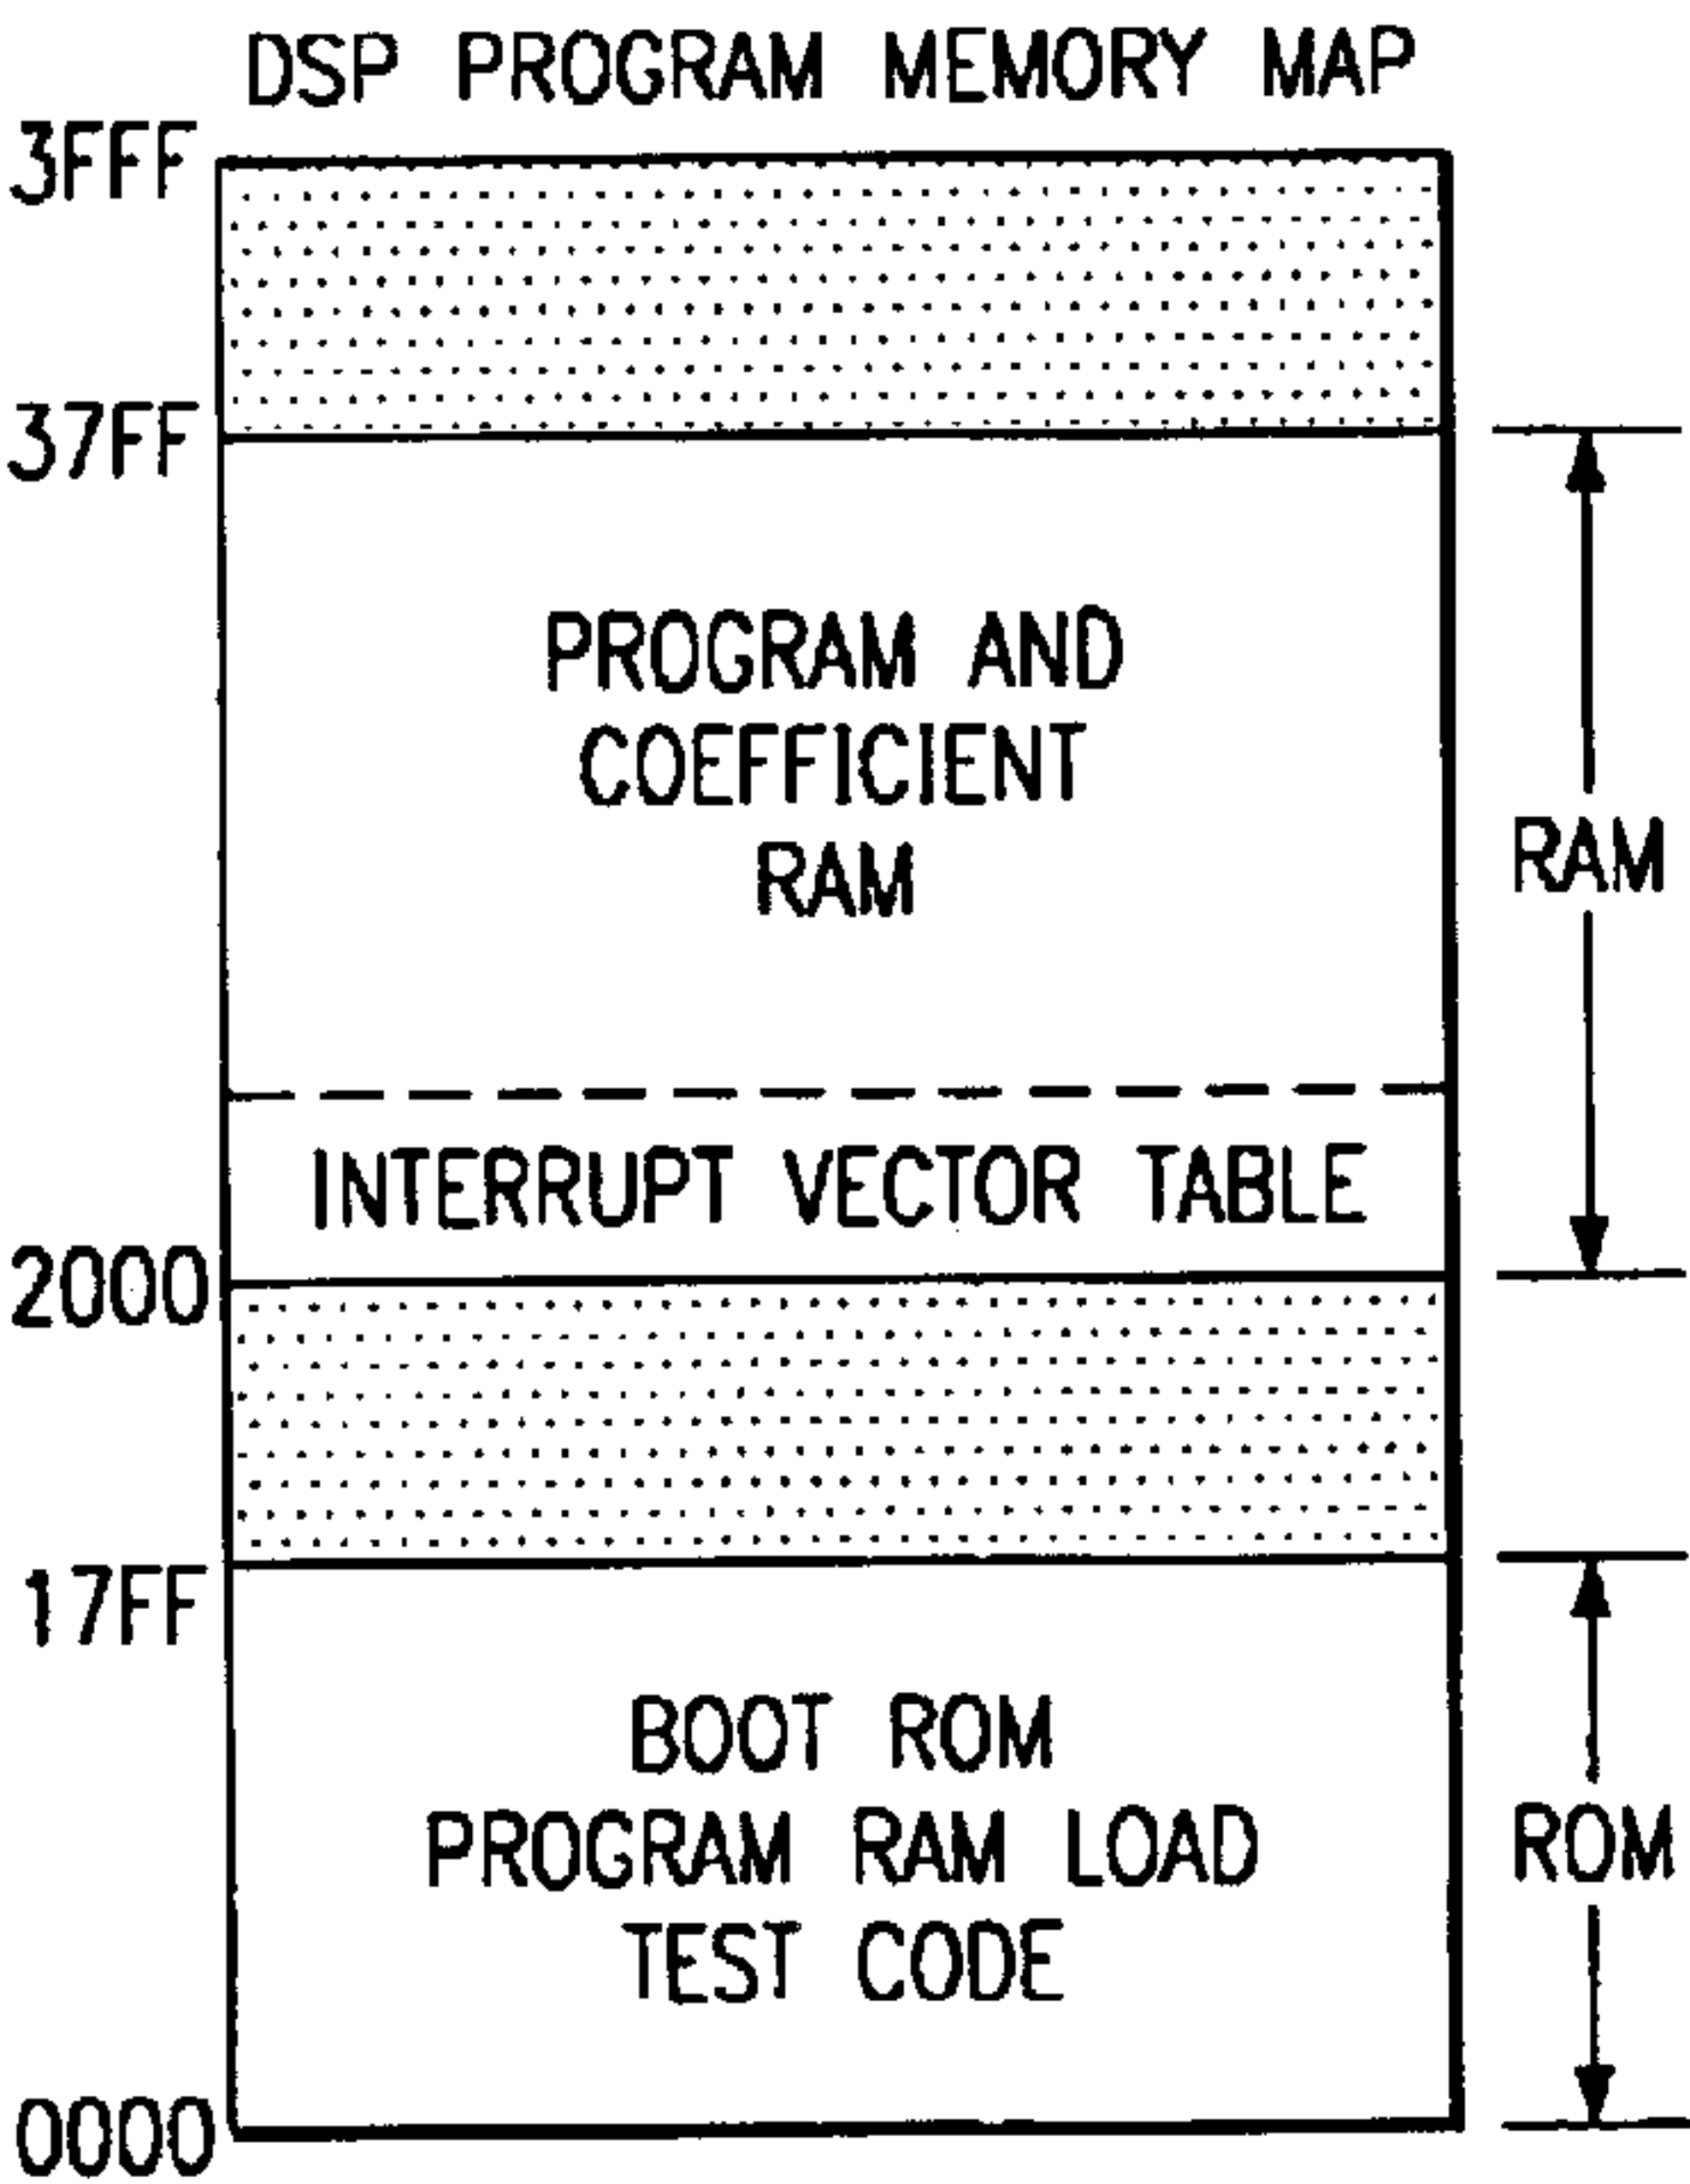 DSP PROGRAM MEMORY MAP
3FFF
37FF
PROGRAM AND
COEFFICIENT
RAM
RAM
INTERRUPT VECTOR TABLE
2000
17FF
BOOT ROM
PROGRAM RAM LOAD
TEST CODE
ROM
0000